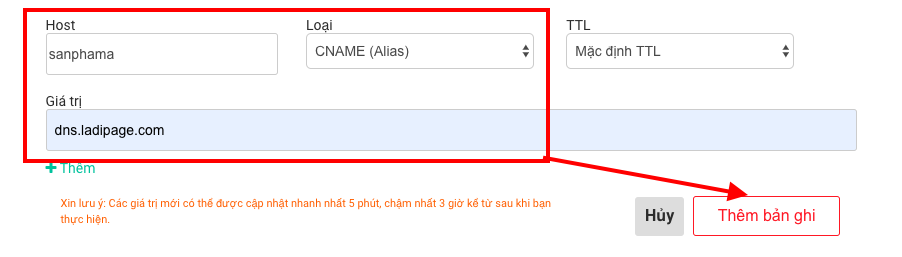 Host Loại TTL
sanphama CNAME (Alias) Mặc định TTL
Giá trị
dns.ladipage.com
+ Thêm
Xin lưu ý: Các giá trị mới có thể được cập nhật nhanh nhất 5 phút, chậm nhất 3 giờ kể từ sau khi bạn
thực hiện.
Hủy Thêm bản ghi